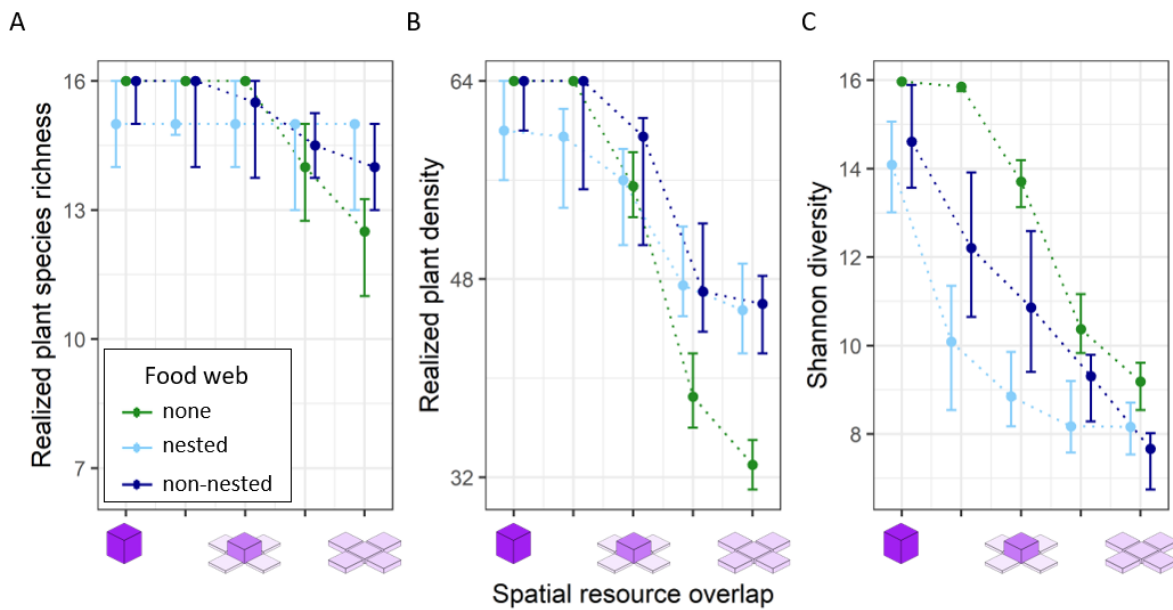 A
B
C
Realized plant species richness
16
13
10
7
Food web
none
nested
non-nested
Realized plant density
64
48
32
Shannon diversity
16
14
12
10
8
Spatial resource overlap